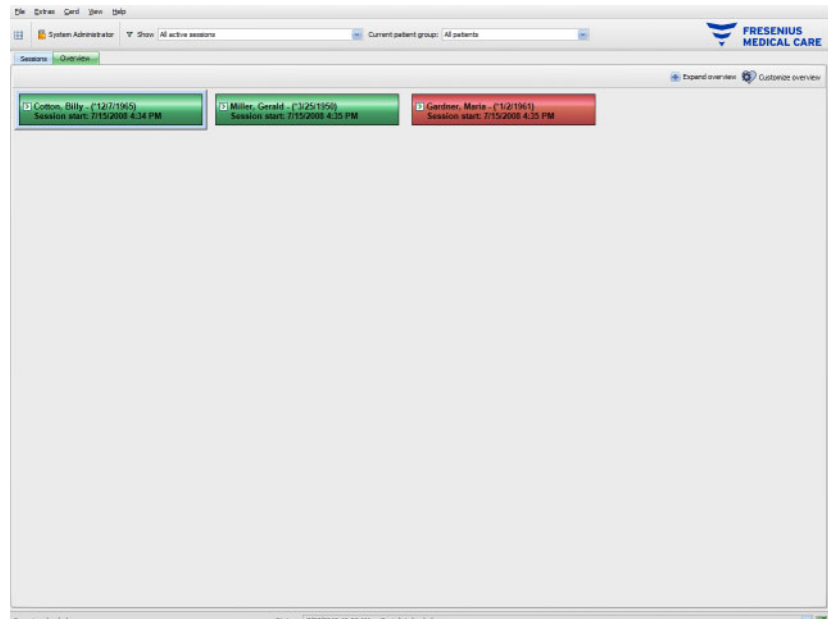 File Extras Card View Help
System Administrator Show All active sessions Current patient group: All patients
FRESENIUS
MEDICAL CARE
Sessions Overview
Expand overview Customize overview
Cotton, Billy - (*12/7/1965)
Session start: 7/15/2008 4:34 PM
Miller, Gerald - (*3/25/1950)
Session start: 7/15/2008 4:35 PM
Gardner, Maria - (*1/2/1961)
Session start: 7/15/2008 4:35 PM